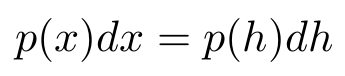 p(x)dx = p(h)dh